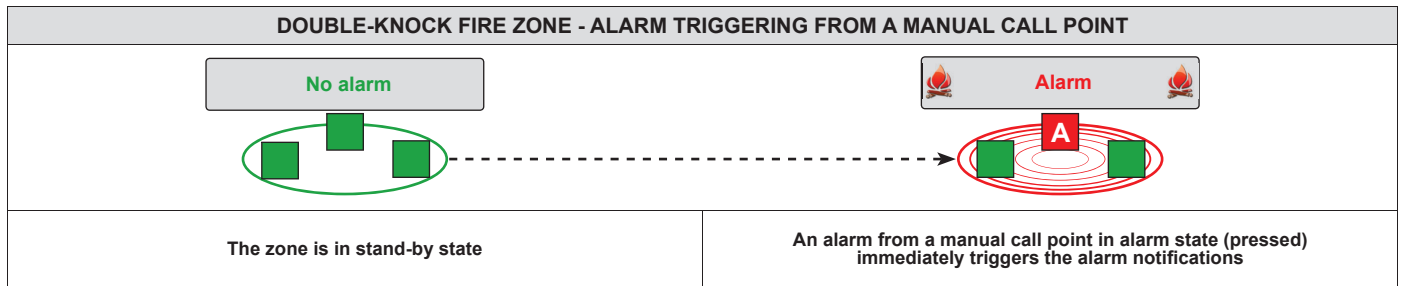 DOUBLE-KNOCK FIRE ZONE - ALARM TRIGGERING FROM A MANUAL CALL POINT
No alarm
Alarm
A
The zone is in stand-by state
An alarm from a manual call point in alarm state (pressed)
immediately triggers the alarm notifications